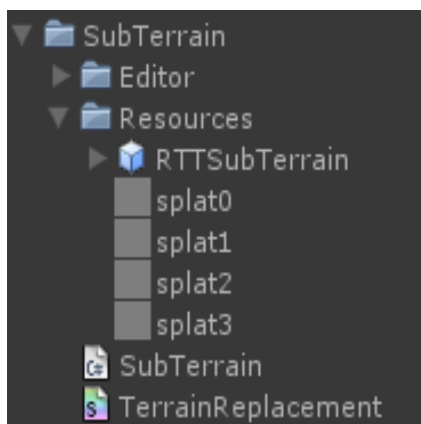 SubTerrain
Editor
Resources
RTTSubTerrain
splat0
splat1
splat2
splat3
SubTerrain
TerrainReplacement